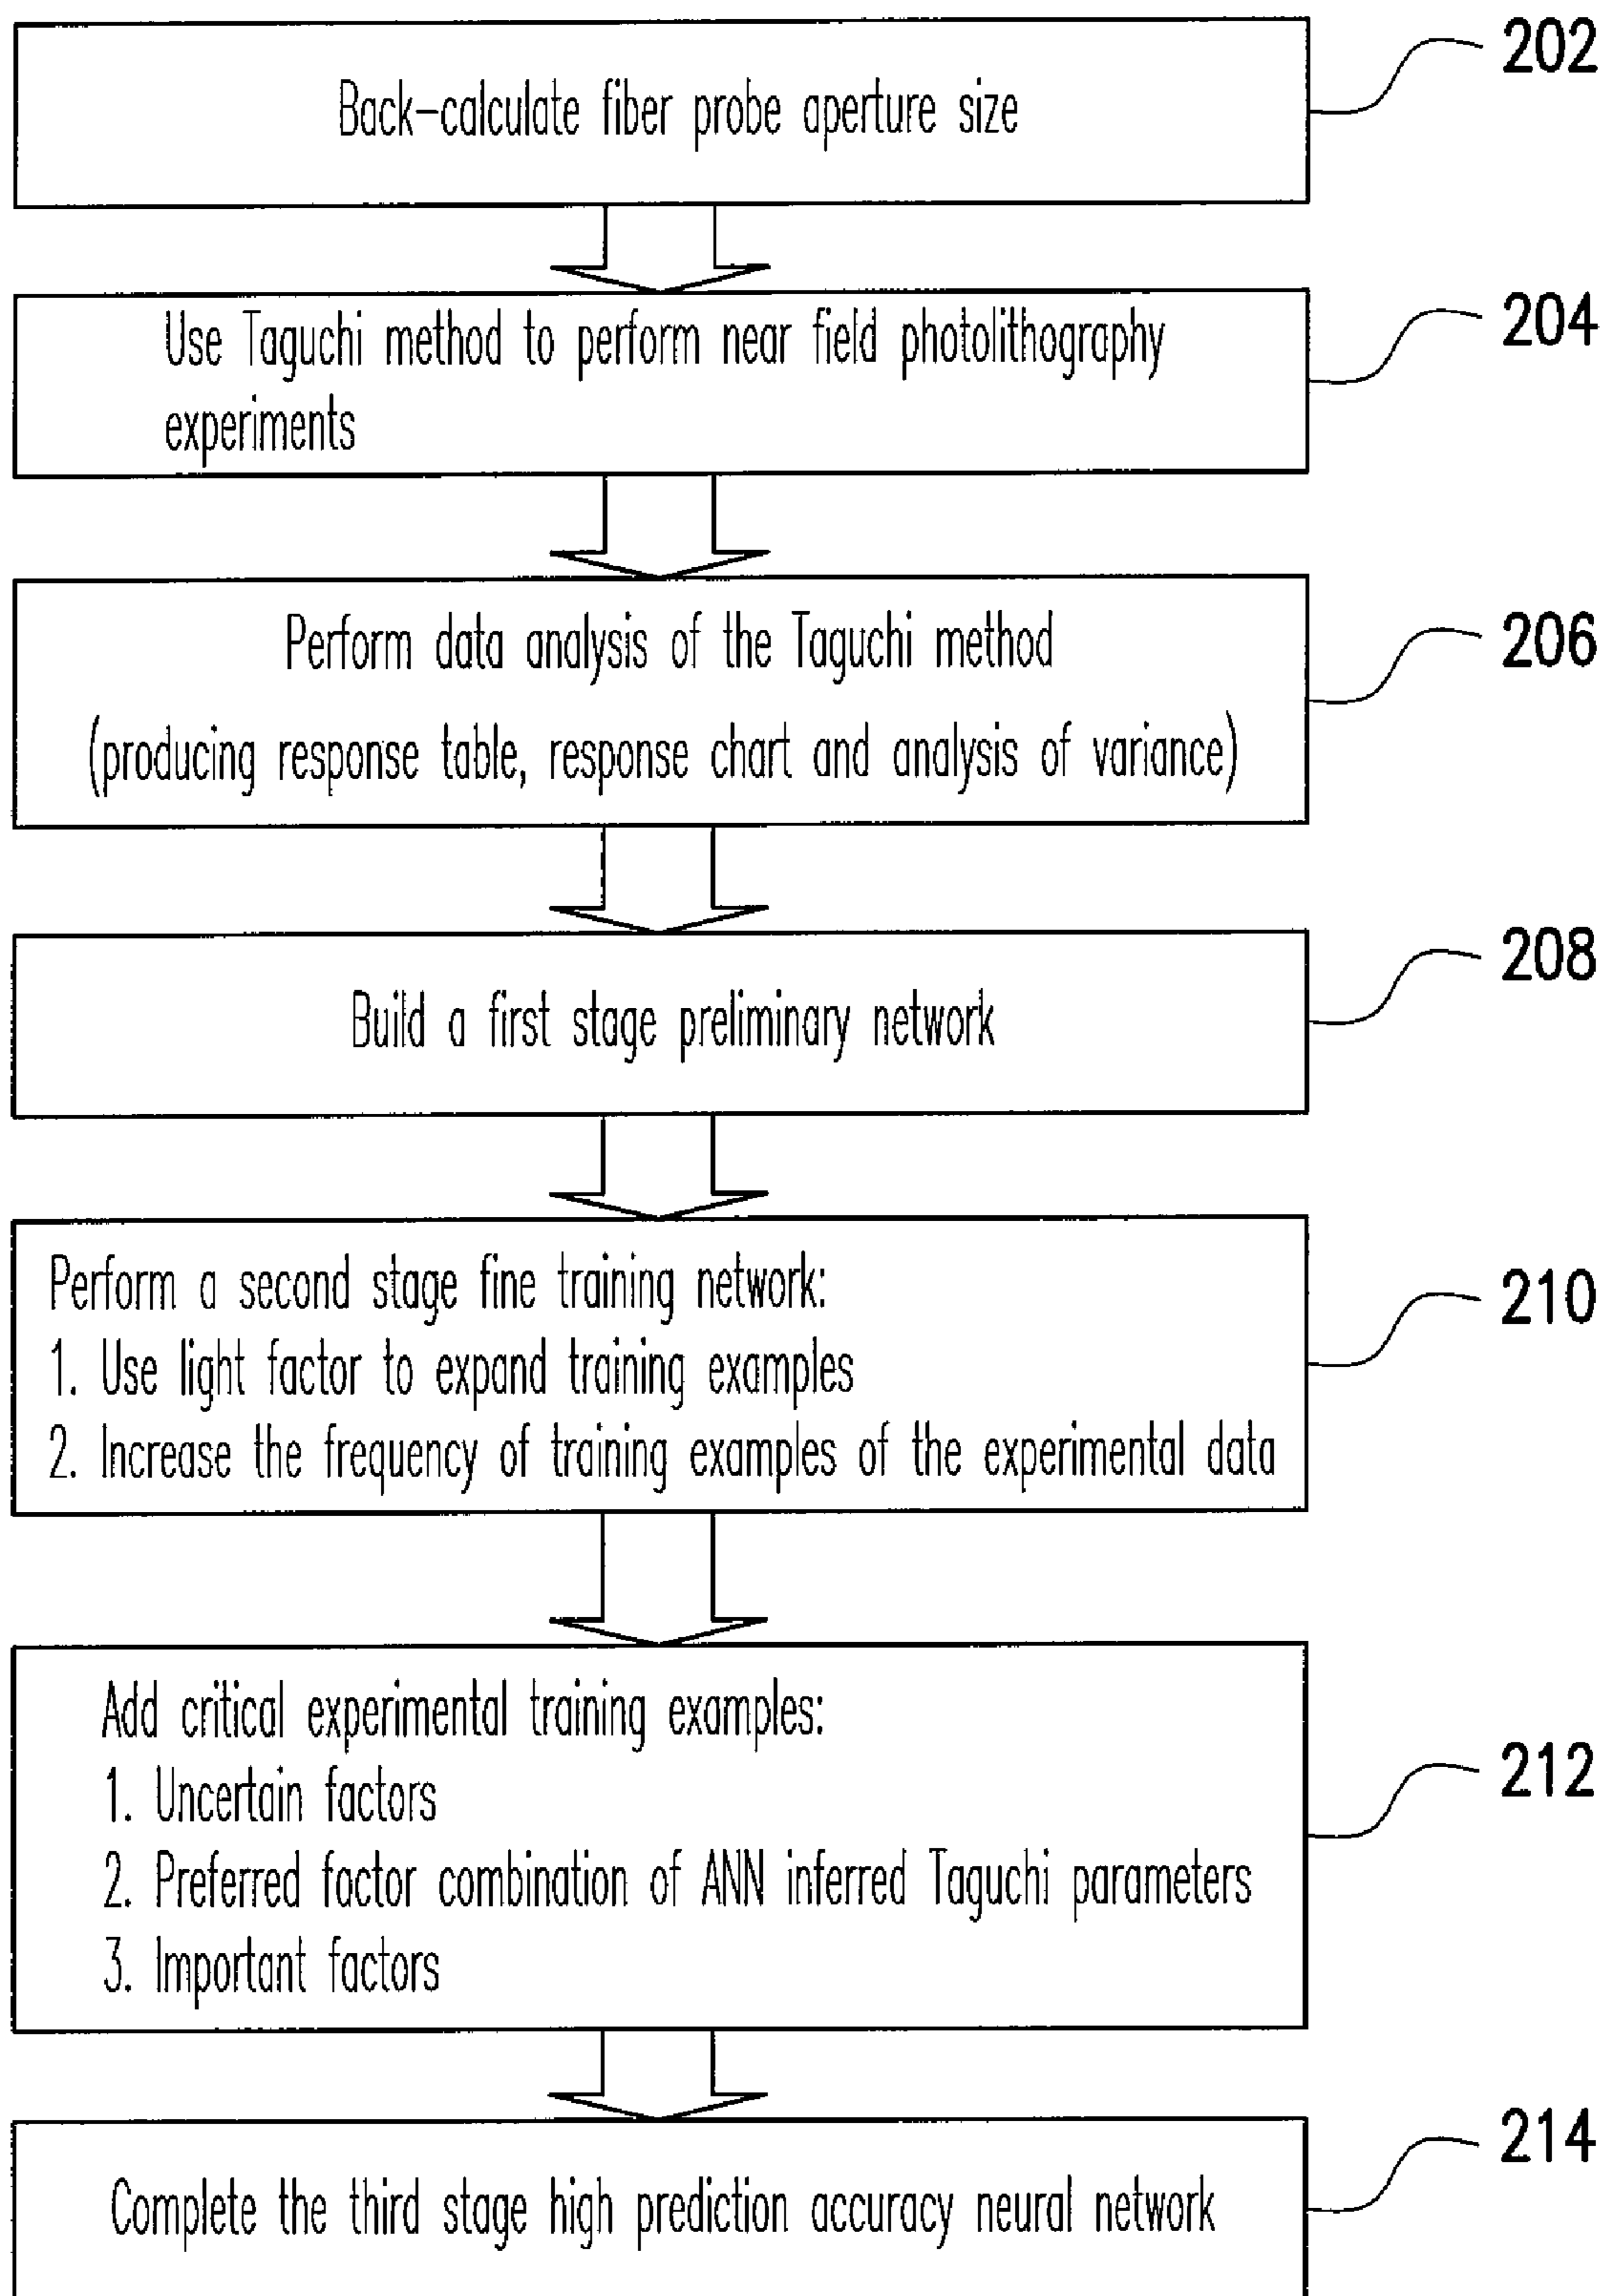 Back-calculate fiber probe aperture size
202
Use Taguchi method to perform near field photolithography
experiments
204
Perform data analysis of the Taguchi method
(producing response table, response chart and analysis of variance)
206
Build a first stage preliminary network
208
Perform a second stage fine training network:
1. Use light factor to expand training examples
2. Increase the frequency of training examples of the experimental data
210
Add critical experimental training examples:
1. Uncertain factors
2. Preferred factor combination of ANN inferred Taguchi parameters
3. Important factors
212
Complete the third stage high prediction accuracy neural network
214